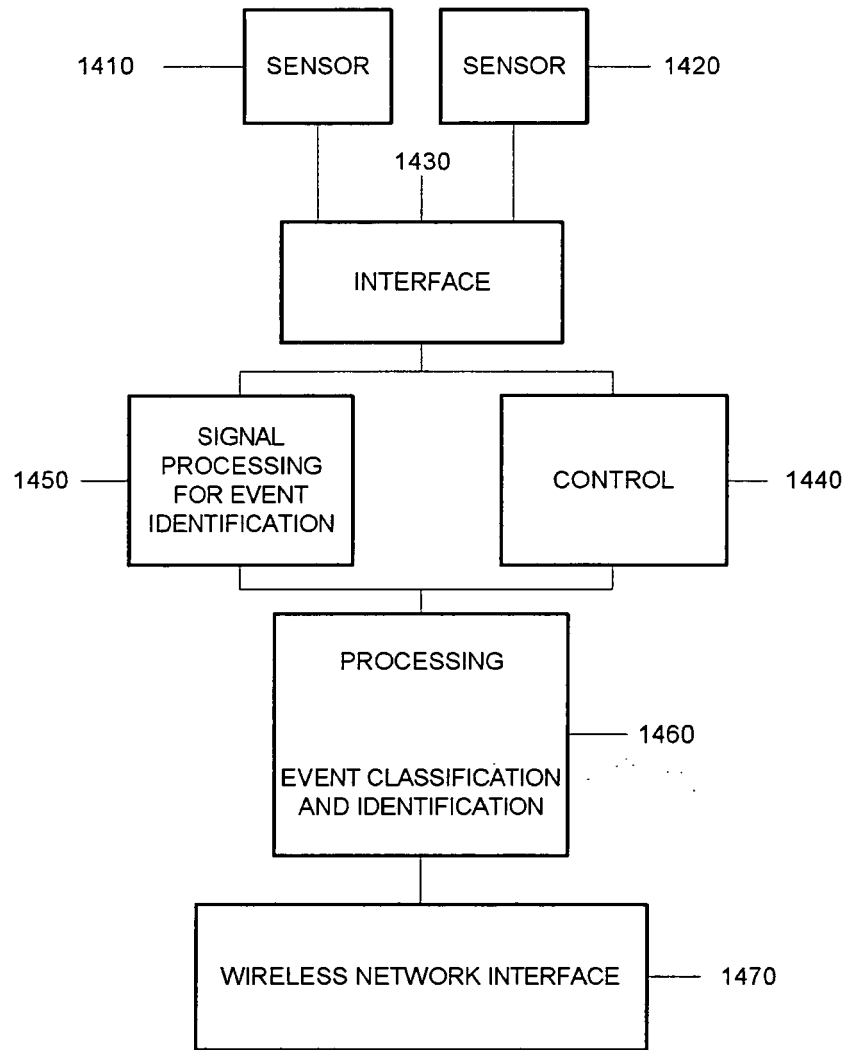 1410
SENSOR
SENSOR
1420
1430
INTERFACE
1450
SIGNAL
PROCESSING
FOR EVENT
IDENTIFICATION
CONTROL
1440
PROCESSING
1460
EVENT CLASSIFICATION
AND IDENTIFICATION
WIRELESS NETWORK INTERFACE
1470